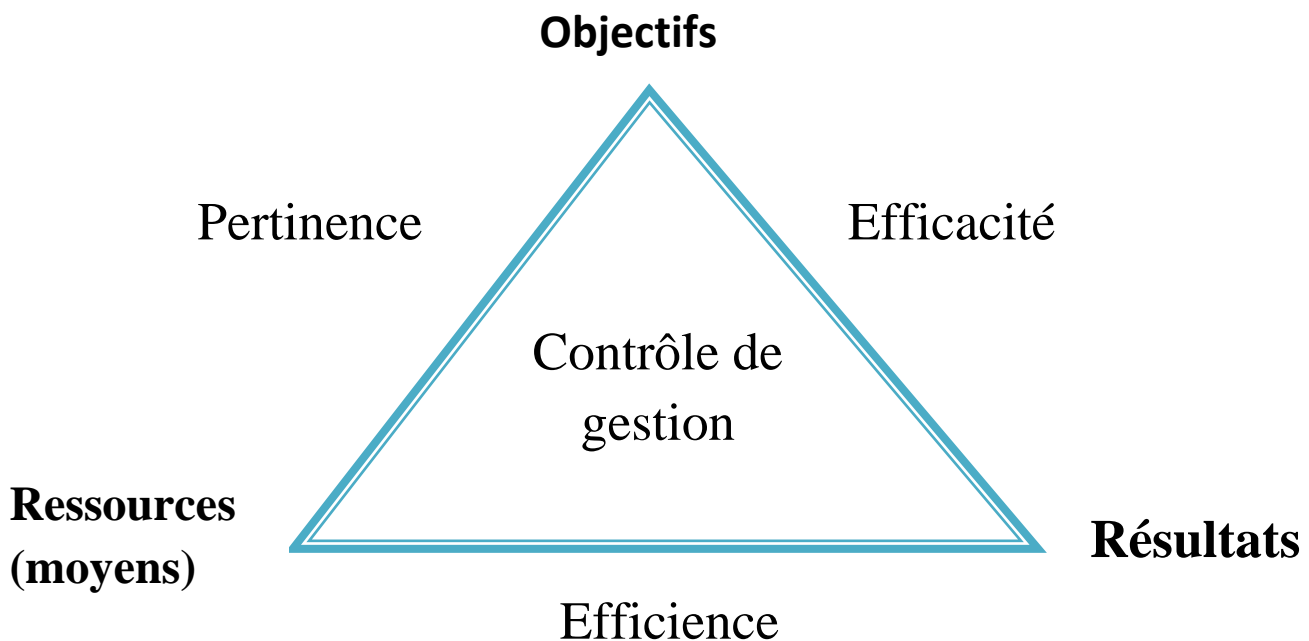 Objectifs
Pertinence
Efficacité
Contrôle de
gestion
Ressources
(moyens)
Résultats
Efficience